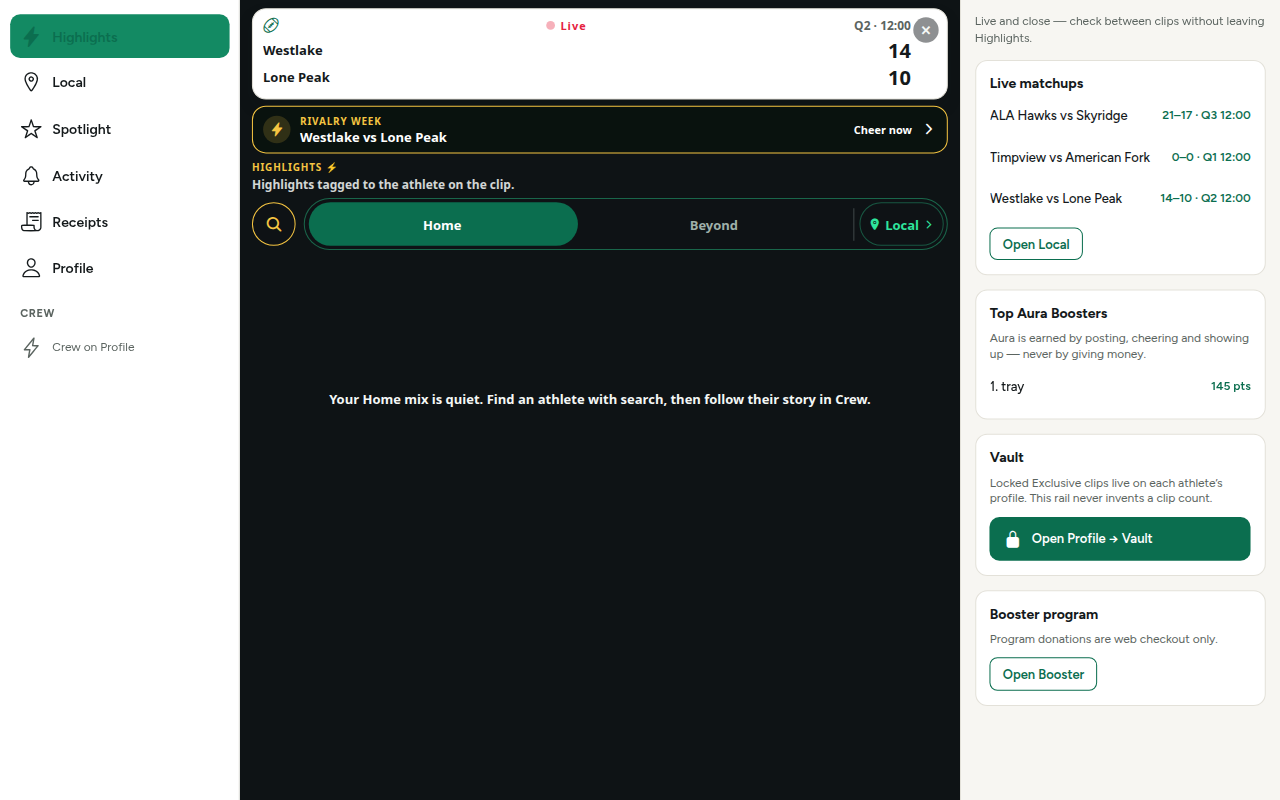 Highlights
Local
Spotlight
Activity
Receipts
Profile
CREW
Crew on Profile
Live
Q2 · 12:00
Westlake
14
Lone Peak
10
RIVALRY WEEK
Westlake vs Lone Peak
Cheer now
HIGHLIGHTS ⚡
Highlights tagged to the athlete on the clip.
Home
Beyond
Local
Your Home mix is quiet. Find an athlete with search, then follow their story in Crew.
Live and close — check between clips without leaving
Highlights.
Live matchups
ALA Hawks vs Skyridge 21–17 · Q3 12:00
Timpview vs American Fork 0–0 · Q1 12:00
Westlake vs Lone Peak 14–10 · Q2 12:00
Open Local
Top Aura Boosters
Aura is earned by posting, cheering and showing
up — never by giving money.
1. tray 145 pts
Vault
Locked Exclusive clips live on each athlete's
profile. This rail never invents a clip count.
Open Profile → Vault
Booster program
Program donations are web checkout only.
Open Booster